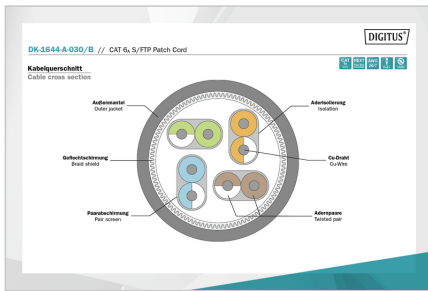 DIGITUS®
DK-1644-A-030/B // CAT 6A S/FTP Patch Cord
Kabelquerschnitt
Cable cross section
Außenmantel
Outer jacket
Aderisolierung
Isolation
Geflechtschirmung
Braid shield
Cu-Draht
Cu-Wire
Paarabschirmung
Pair screen
Adernpaare
Twisted pair